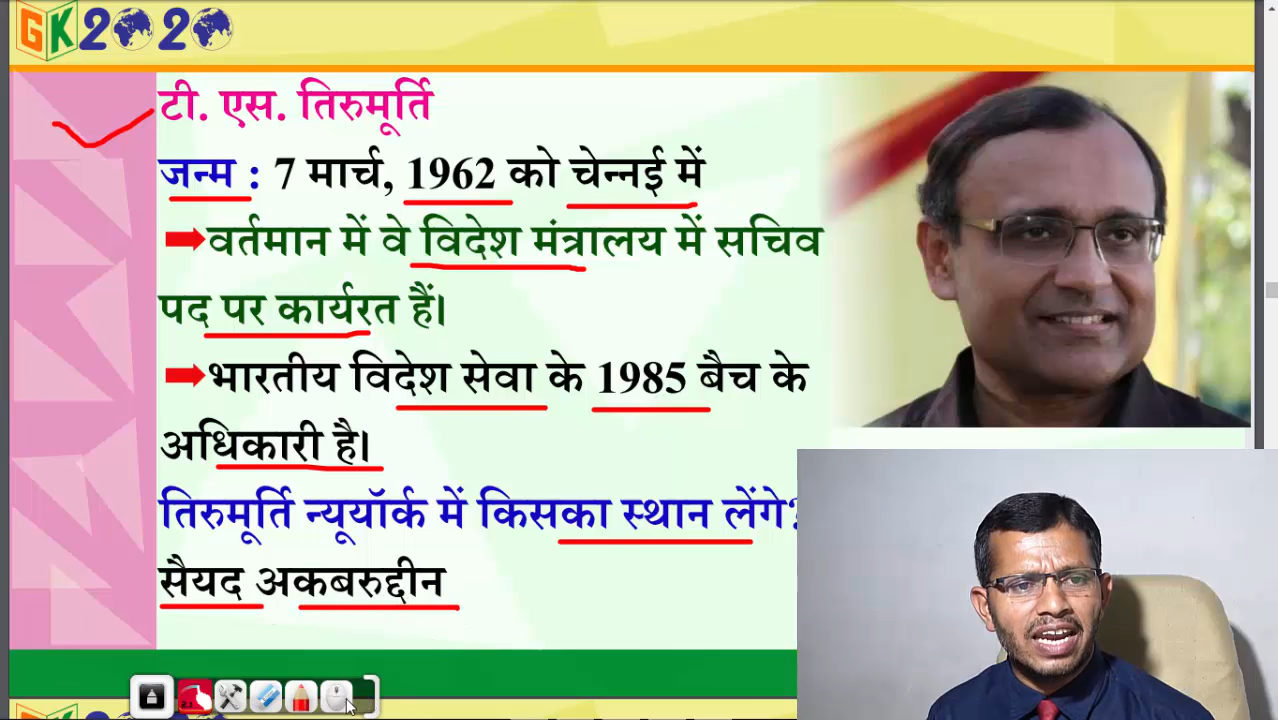 GK2020
टी. एस. तिरुमूर्ति
जन्म : 7 मार्च, 1962 को चेन्नई में
➡वर्तमान में वे विदेश मंत्रालय में सचिव
पद पर कार्यरत हैं।
➡भारतीय विदेश सेवा के 1985 बैच के
अधिकारी है।
तिरुमूर्ति न्यूयॉर्क में किसका स्थान लेंगे?
सैयद अकबरुद्दीन